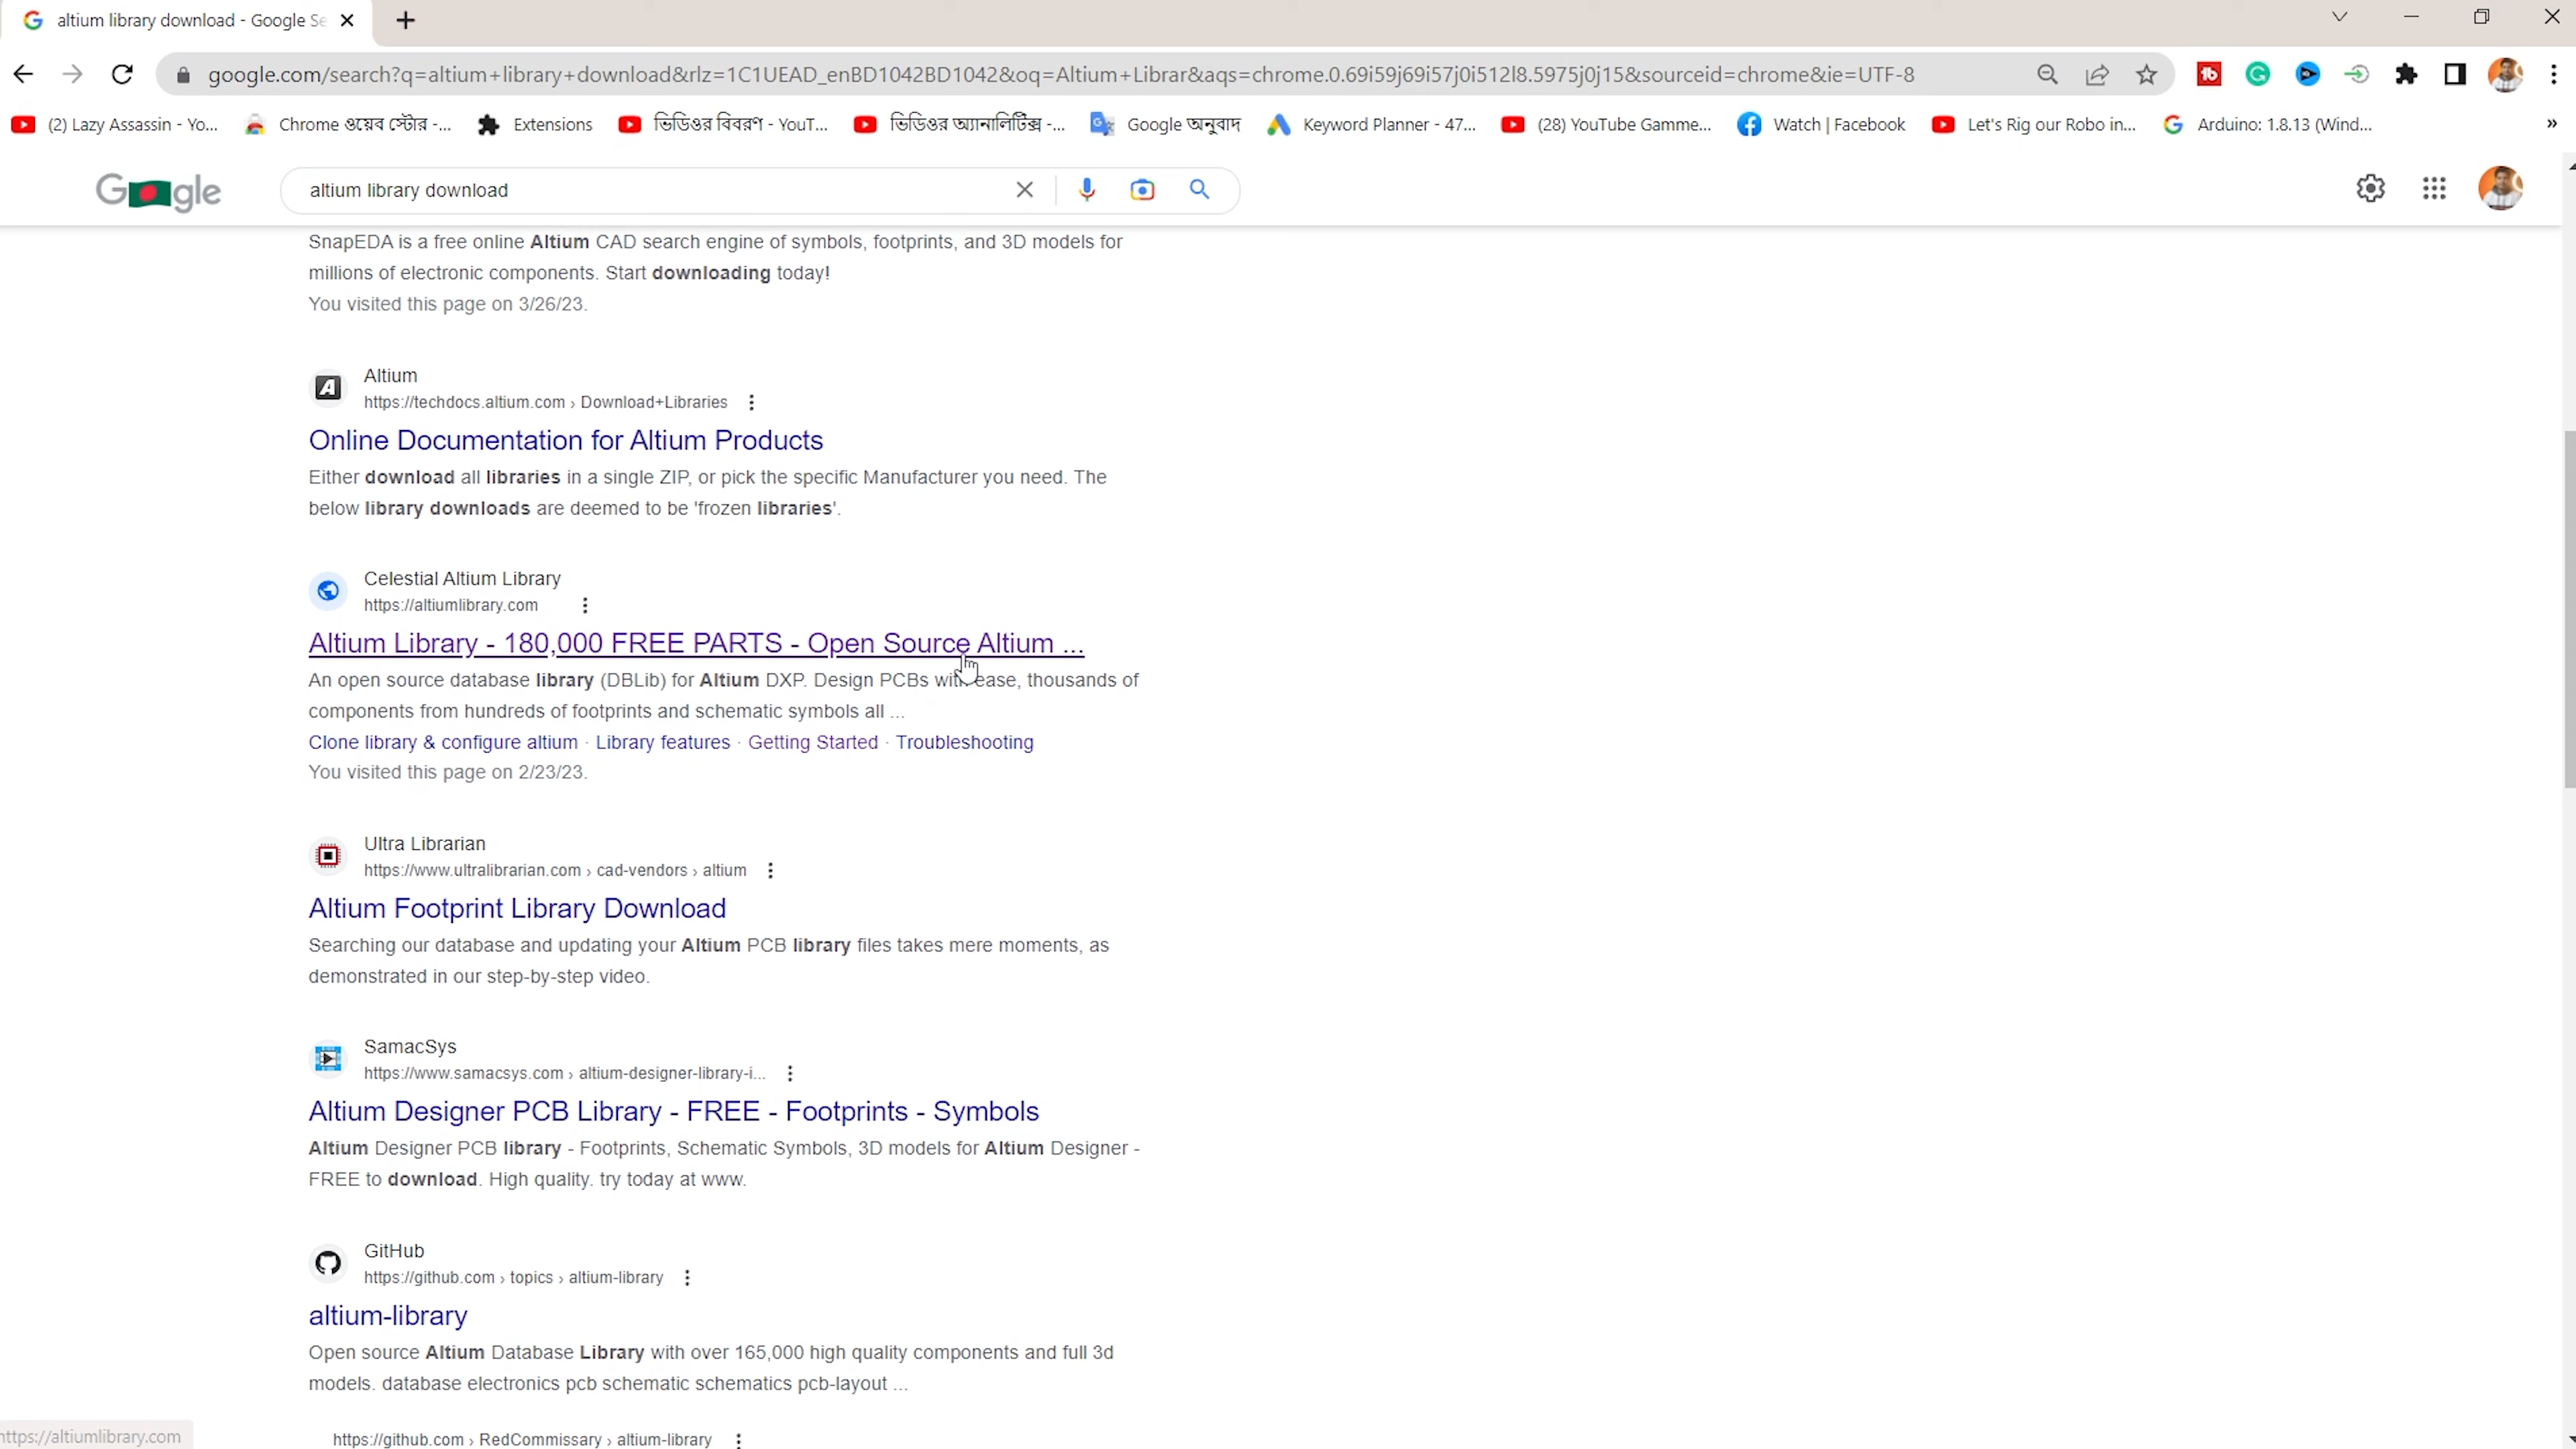 altium library download - Google Se
google.com/search?q=altium+library+download&rlz=1C1UEAD_enBD1042BD1042&oq=Altium+Librar&aqs=chrome.0.69i59j69i57j0i512l8.5975j0j15&sourceid=chrome&ie=UTF-8
(2) Lazy Assassin - Yo... Chrome ওয়েব স্টোর -... Extensions ভিডিওর বিবরণ - YouT... ভিডিওর অ্যানালিটিক্স -... Google অনুবাদ Keyword Planner - 47... (28) YouTube Gamme... Watch | Facebook Let's Rig our Robo in... Arduino: 1.8.13 (Wind... »
Google altium library download
SnapEDA is a free online Altium CAD search engine of symbols, footprints, and 3D models for
millions of electronic components. Start downloading today!
You visited this page on 3/26/23.
Altium
https://techdocs.altium.com › Download+Libraries
Online Documentation for Altium Products
Either download all libraries in a single ZIP, or pick the specific Manufacturer you need. The
below library downloads are deemed to be 'frozen libraries'.
Celestial Altium Library
https://altiumlibrary.com
Altium Library - 180,000 FREE PARTS - Open Source Altium ...
An open source database library (DBLib) for Altium DXP. Design PCBs with ease, thousands of
components from hundreds of footprints and schematic symbols all ...
Clone library & configure altium · Library features · Getting Started · Troubleshooting
You visited this page on 2/23/23.
Ultra Librarian
https://www.ultralibrarian.com › cad-vendors › altium
Altium Footprint Library Download
Searching our database and updating your Altium PCB library files takes mere moments, as
demonstrated in our step-by-step video.
SamacSys
https://www.samacsys.com › altium-designer-library-i...
Altium Designer PCB Library - FREE - Footprints - Symbols
Altium Designer PCB library - Footprints, Schematic Symbols, 3D models for Altium Designer -
FREE to download. High quality. try today at www.
GitHub
https://github.com › topics › altium-library
altium-library
Open source Altium Database Library with over 165,000 high quality components and full 3d
models. database electronics pcb schematic schematics pcb-layout ...
https://github.com › RedCommissary › altium-library
https://altiumlibrary.com